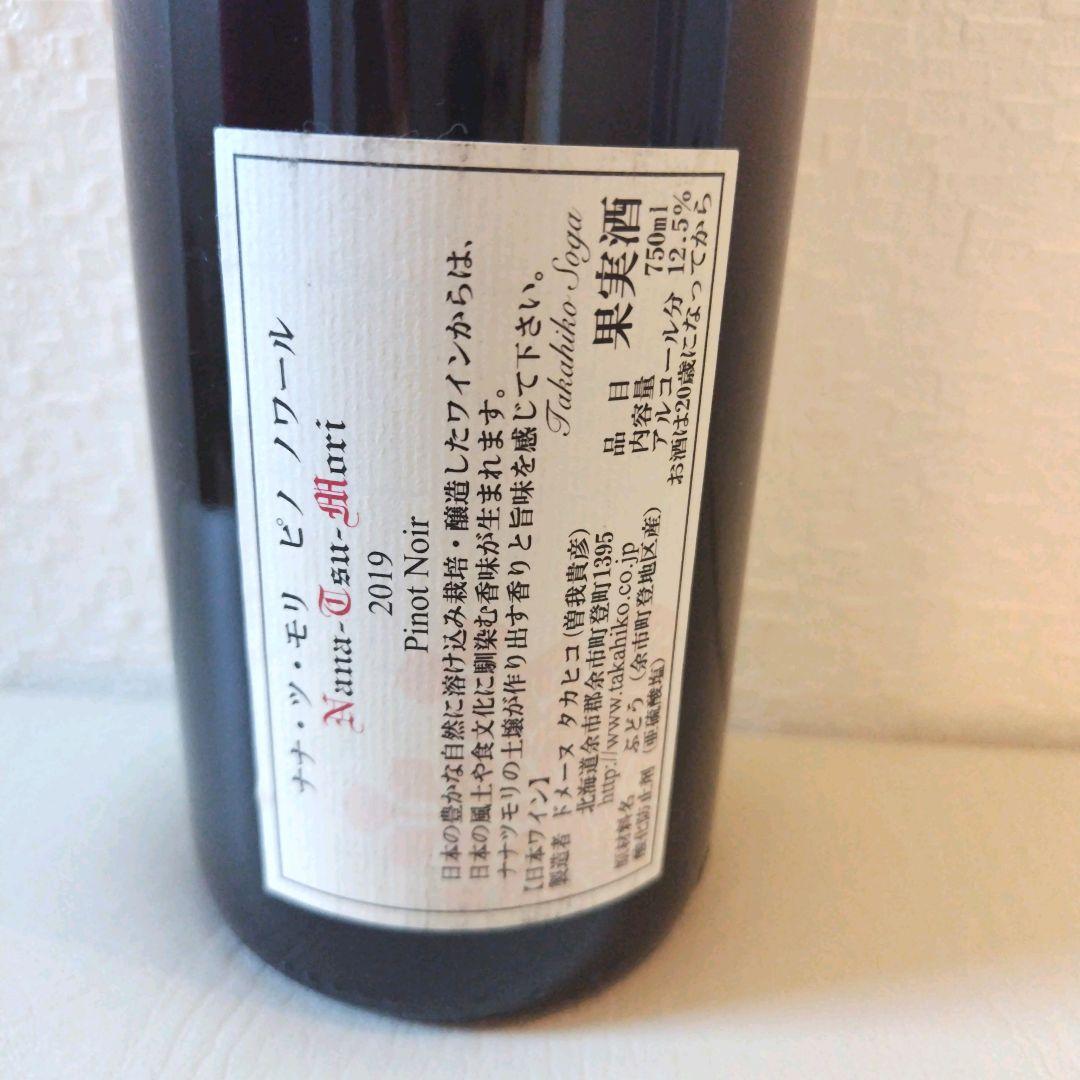 ナナ・ツ・モリ ピノ ノワール
Nana-Tsu-Mori
2019
Pinot Noir
日本の豊かな自然に溶け込み栽培・醸造したワインからは、
日本の風土や食文化に馴染む香味が生まれます。
ナナツモリの土壌が作り出す香りと旨味を感じて下さい。
Takahiko Soga
【日本ワイン】
製造者 ドメーヌ タカヒコ(曽我貴彦)
北海道余市郡余市町登町1395
http://www.takahiko.co.jp
原材料名 ぶどう (余市町登地区産)
酸化防止剤 (亜硫酸塩)
品目 果実酒
内容量 750ml
アルコール分 12.5%
お酒は20歳になってから